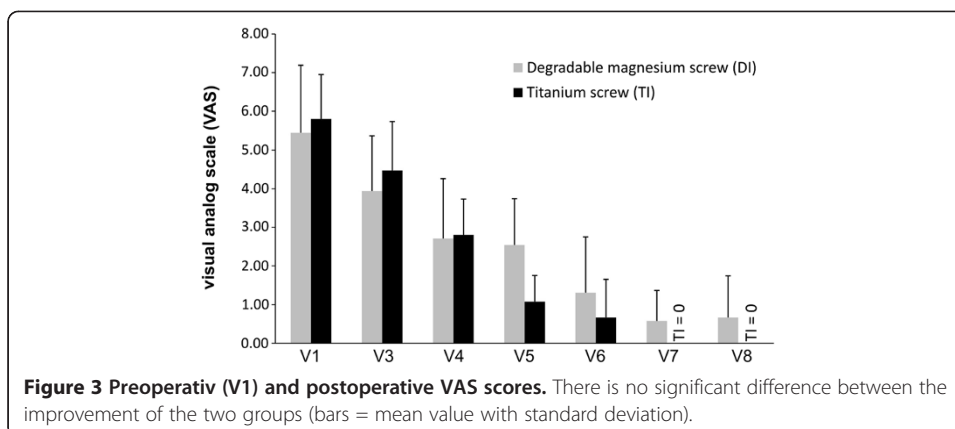 8.00
7.00
6.00
5.00
4.00
3.00
2.00
1.00
0.00
visual analog scale (VAS)
Degradable magnesium screw (DI)
Titanium screw (TI)
TI = 0
TI = 0
V1 V3 V4 V5 V6 V7 V8
Figure 3 Preoperativ (V1) and postoperative VAS scores. There is no significant difference between the
improvement of the two groups (bars = mean value with standard deviation).